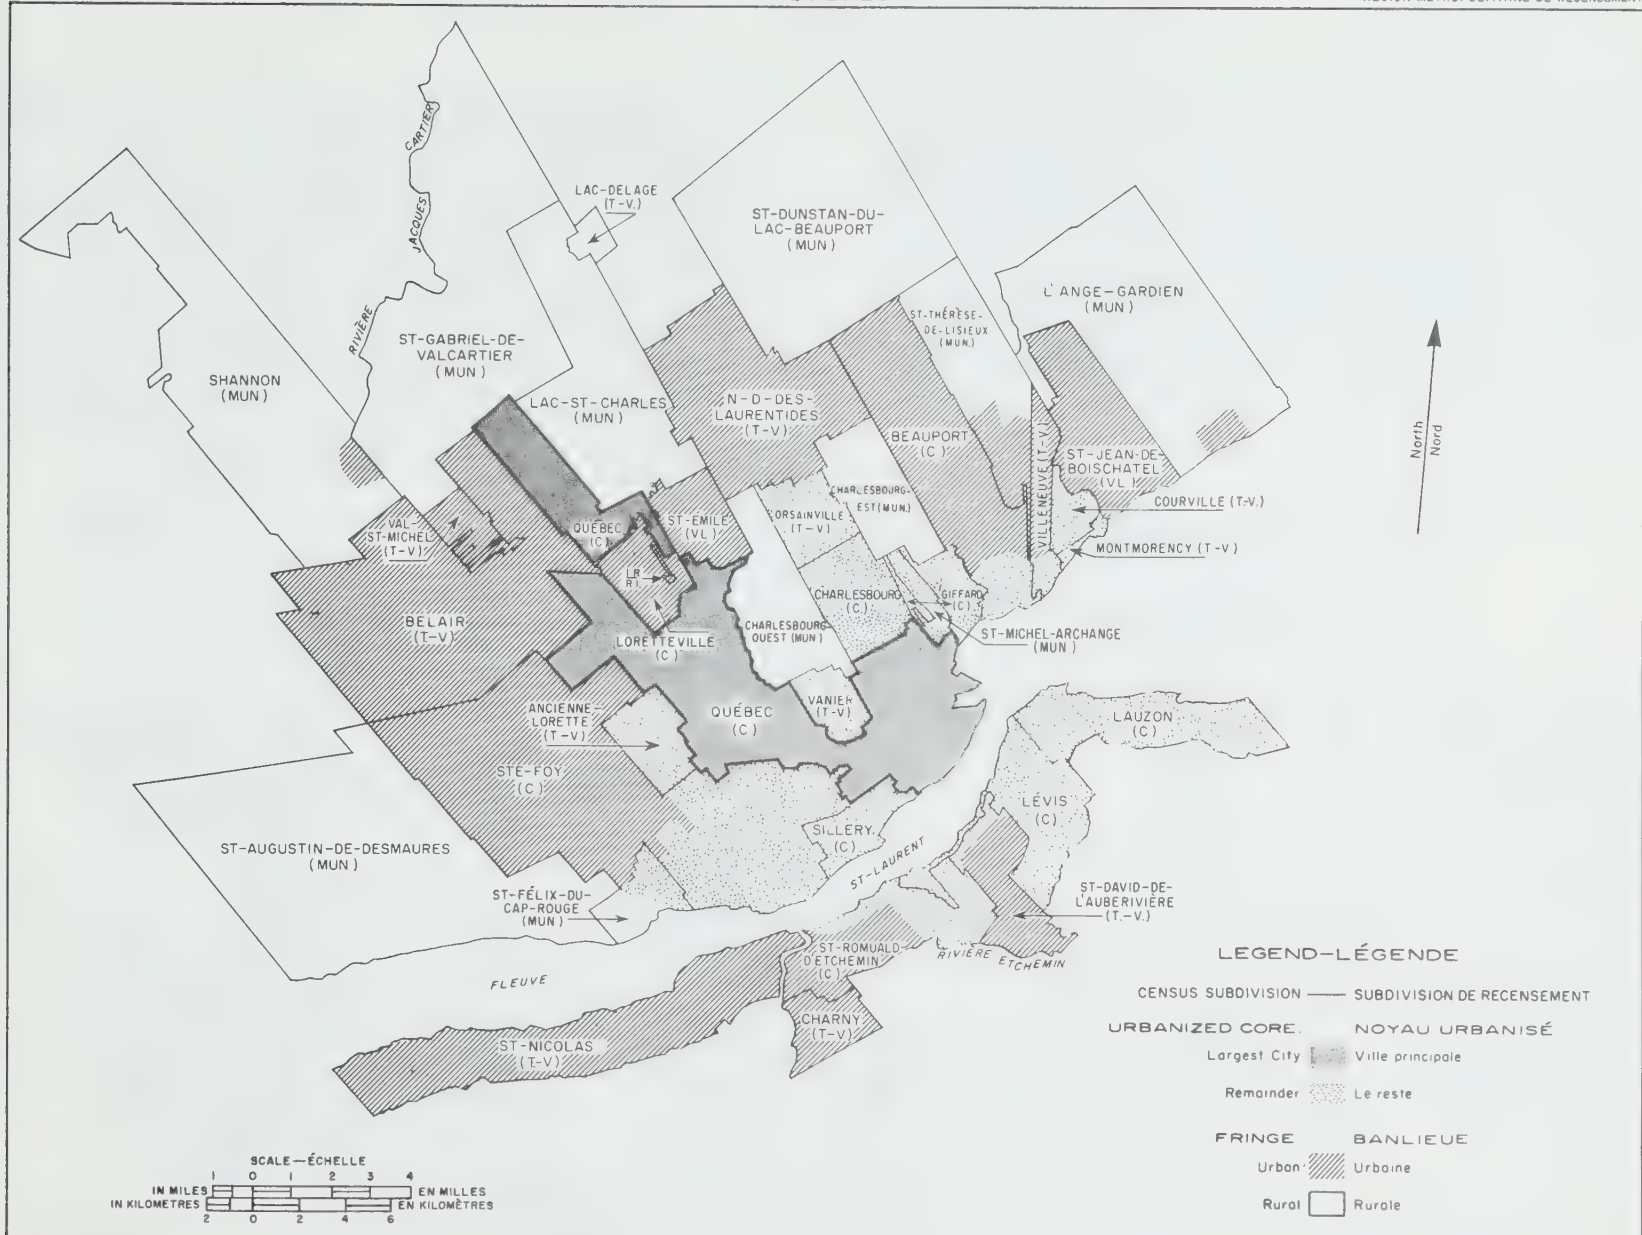 CARTIER
JACQUES
RIVIÈRE
LAC-DELAGE
(T-V.)
ST-DUNSTAN-DU-
LAC-BEAUPORT
(MUN)
L'ANGE-GARDIEN
(MUN)
ST-THÉRÈSE-
DE-LISIEUX
(MUN.)
ST-GABRIEL-DE-
VALCARTIER
(MUN)
SHANNON
(MUN)
LAC-ST-CHARLES
(MUN)
N-D-DES-
LAURENTIDES
(T-V)
BEAUPORT
(C)
VILLENEUVE (T-V.)
ST-JEAN-DE-
BOISCHATEL
(VL)
North
Nord
COURVILLE (T-V.)
MONTMORENCY (T-V)
CHARLESBOURG-
EST (MUN.)
ORSAINVILLE
(T-V)
ST-EMILE
(VL)
QUÉBEC
(C)
VAL-
ST-MICHEL
(T-V)
I.R.
R.I.
CHARLESBOURG
(C.)
GIFFARD
(C.)
BÉLAIR
(T-V)
LORETTEVILLE
(C)
CHARLESBOURG-
OUEST (MUN)
ST-MICHEL-ARCHANGE
(MUN)
ANCIENNE-
LORETTE
(T-V)
QUÉBEC
(C)
VANIER
(T-V)
LAUZON
(C)
STE-FOY
(C)
LÉVIS
(C)
SILLERY.
(C)
ST-AUGUSTIN-DE-DESMAURES
(MUN)
ST-LAURENT
ST-FÉLIX-DU-
CAP-ROUGE
(MUN)
ST-DAVID-DE-
L'AUBERIVIÈRE
(T.-V.)
ST-ROMUALD-
D'ETCHEMIN
(C)
RIVIÈRE ETCHEMIN
FLEUVE
CHARNY
(T-V)
ST-NICOLAS
(T-V)
LEGEND-LÉGENDE
CENSUS SUBDIVISION SUBDIVISION DE RECENSEMENT
URBANIZED CORE. NOYAU URBANISÉ
Largest City Ville principale
Remainder Le reste
FRINGE BANLIEUE
Urban Urbaine
Rural Rurale
SCALE-ÉCHELLE
1 0 1 2 3 4
IN MILES EN MILLES
IN KILOMETRES EN KILOMÈTRES
2 0 2 4 6